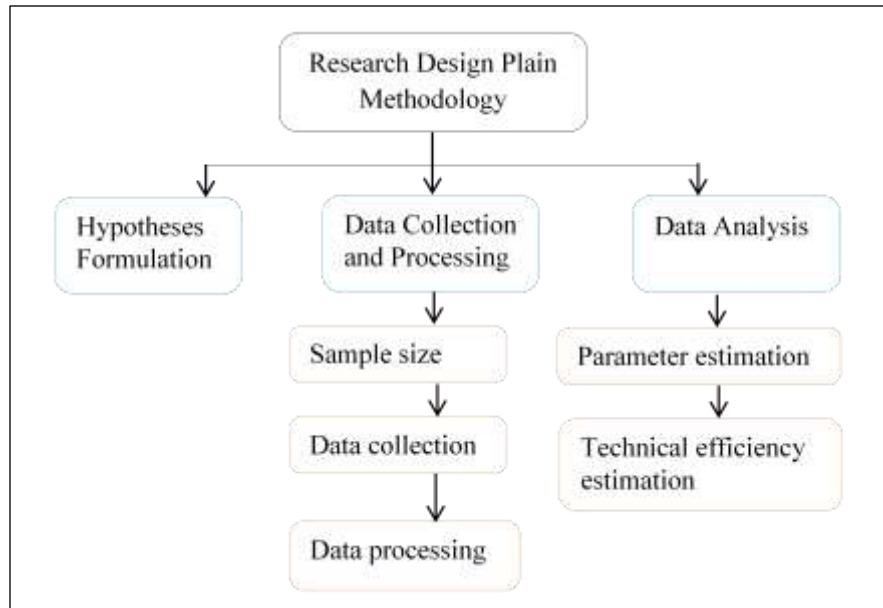 Research Design Plain
Methodology
Hypotheses
Formulation
Data Collection
and Processing
Data Analysis
Sample size
Parameter estimation
Data collection
Technical efficiency
estimation
Data processing